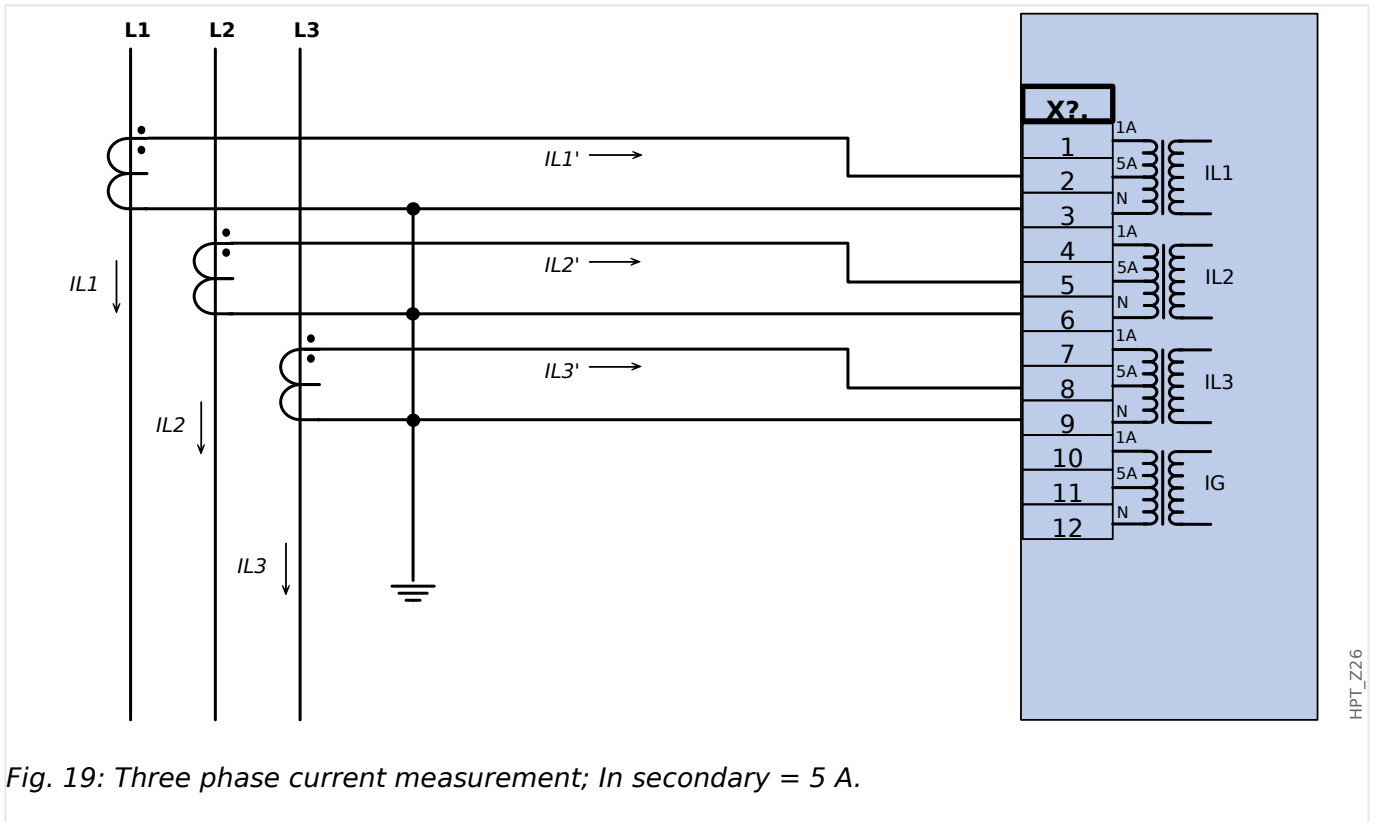 L1 L2 L3
X?.
1 1A
IL1' 5A IL1
2
N
3
1A
4
IL2' 5A IL2
IL1 5
N
6
1A
7
IL3' 5A IL3
8
N
IL2 9
1A
10
5A IG
11
N
12
IL3
HPT_Z26
Fig. 19: Three phase current measurement; In secondary = 5 A.